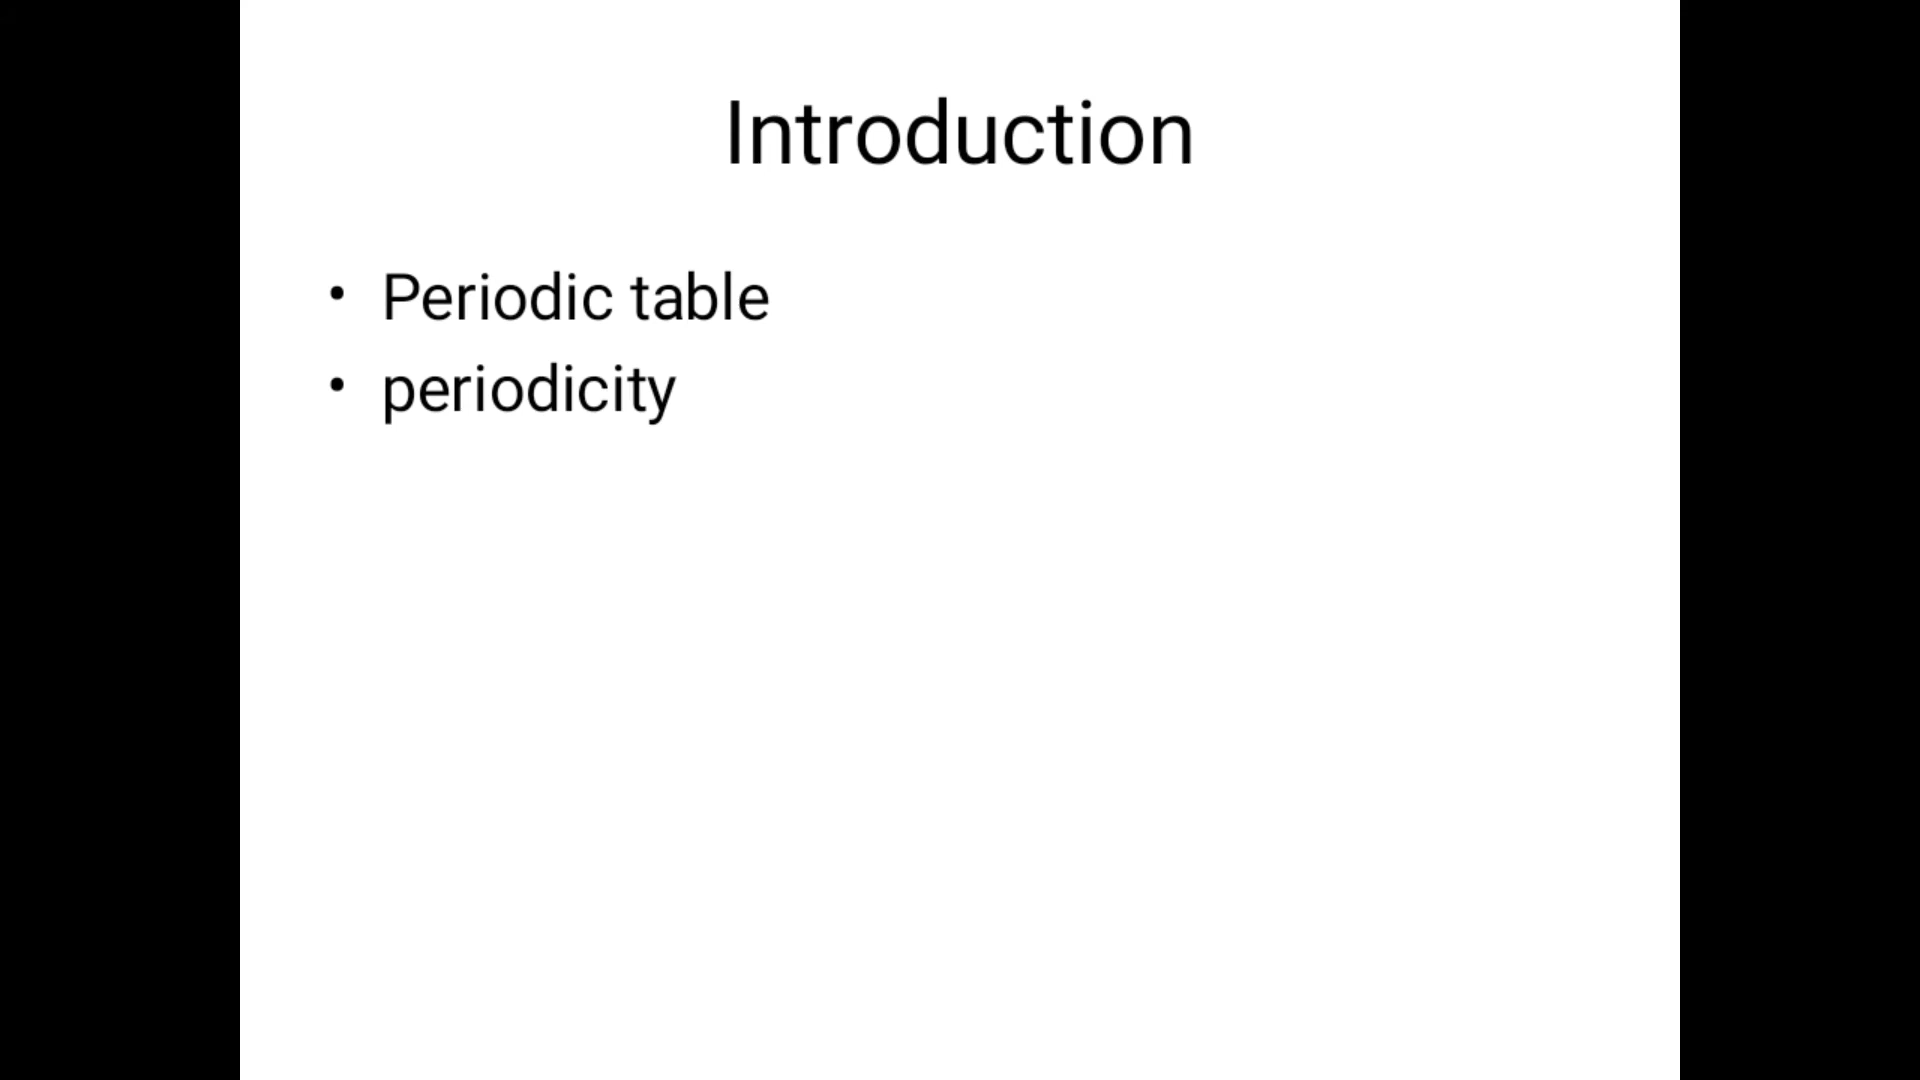 Introduction
• Periodic table
• periodicity